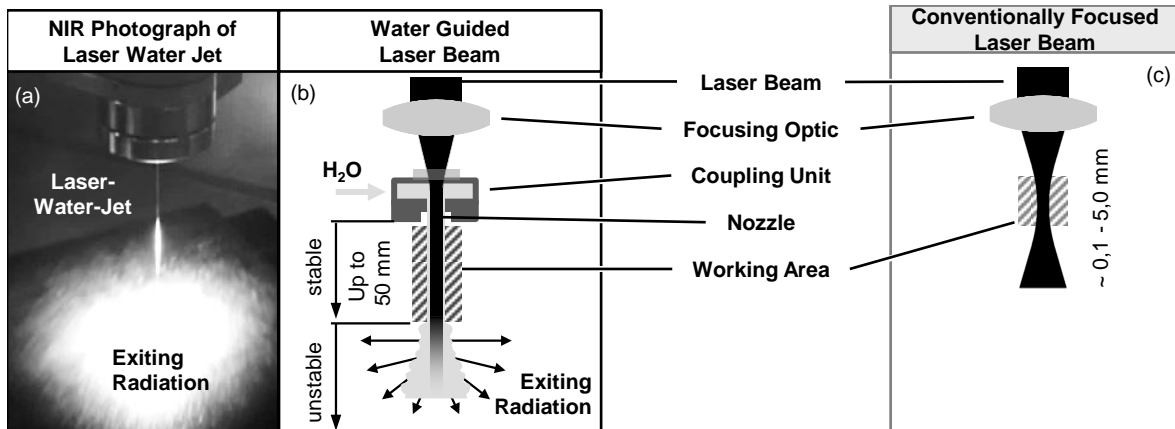 NIR Photograph of
Laser Water Jet
Water Guided
Laser Beam
Conventionally Focused
Laser Beam
(a)
Laser-
Water-Jet
Exiting
Radiation
(b)
H₂O
stable
Up to
50 mm
unstable
Exiting
Radiation
Laser Beam
Focusing Optic
Coupling Unit
Nozzle
Working Area
(c)
~ 0,1 - 5,0 mm